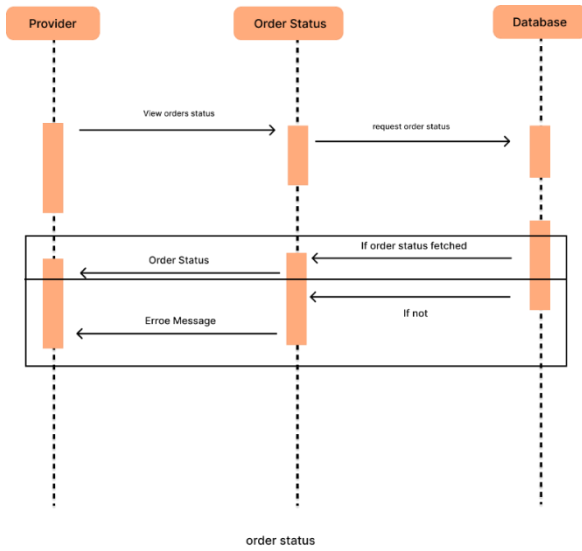 Provider
Order Status
Database
View orders status
request order status
If order status fetched
Order Status
If not
Erroe Message
order status